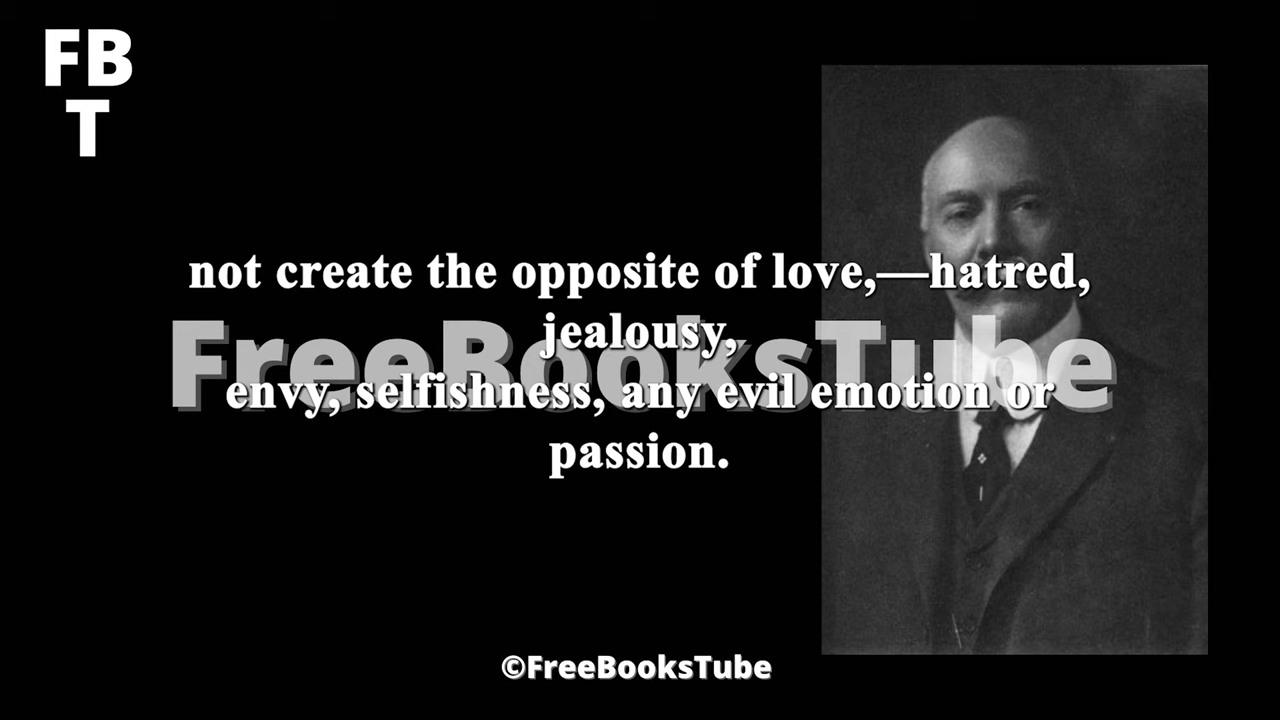 FB
T
not create the opposite of love,—hatred,
jealousy,
FreeBooksTube
envy, selfishness, any evil emotion or
passion.
©FreeBooksTube